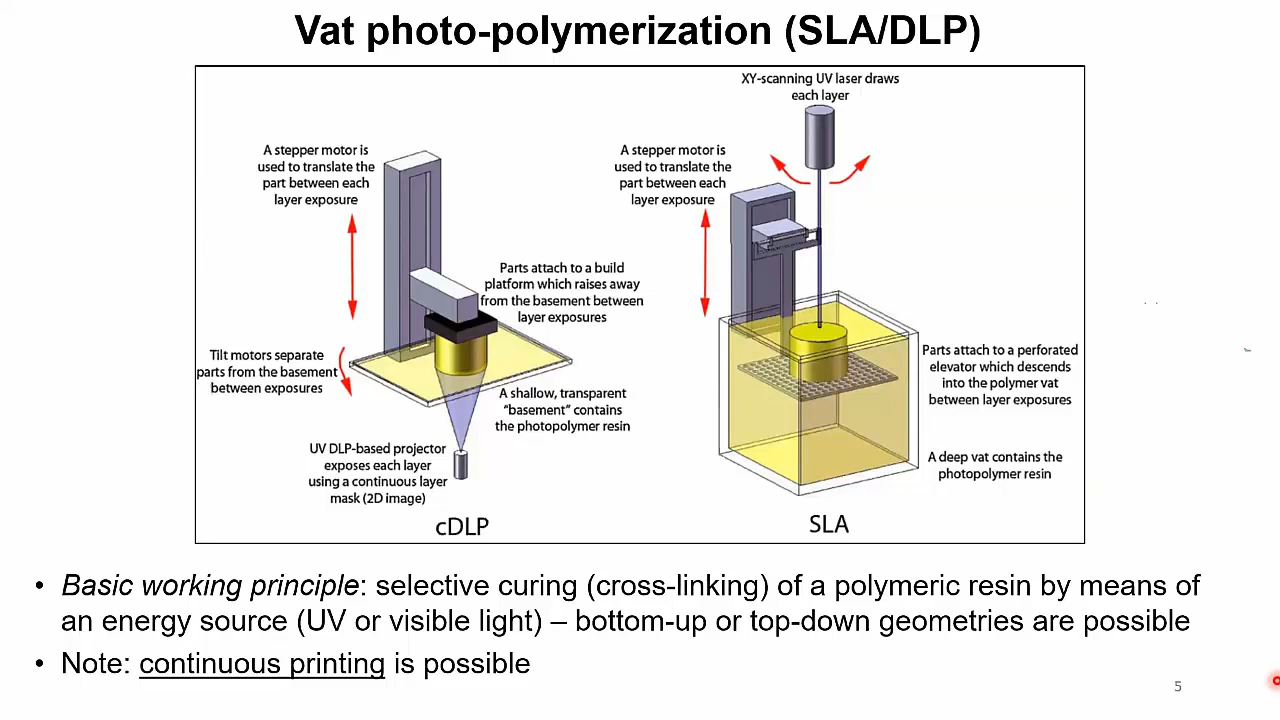 Vat photo-polymerization (SLA/DLP)
A stepper motor is
used to translate the
part between each
layer exposure
Parts attach to a build
platform which raises away
from the basement between
layer exposures
Tilt motors separate
parts from the basement
between exposures
A shallow, transparent
“basement” contains
the photopolymer resin
UV DLP-based projector
exposes each layer
using a continuous layer
mask (2D image)
cDLP
XY-scanning UV laser draws
each layer
A stepper motor is
used to translate the
part between each
layer exposure
Parts attach to a perforated
elevator which descends
into the polymer vat
between layer exposures
A deep vat contains the
photopolymer resin
SLA
• Basic working principle: selective curing (cross-linking) of a polymeric resin by means of
an energy source (UV or visible light) – bottom-up or top-down geometries are possible
• Note: continuous printing is possible
5